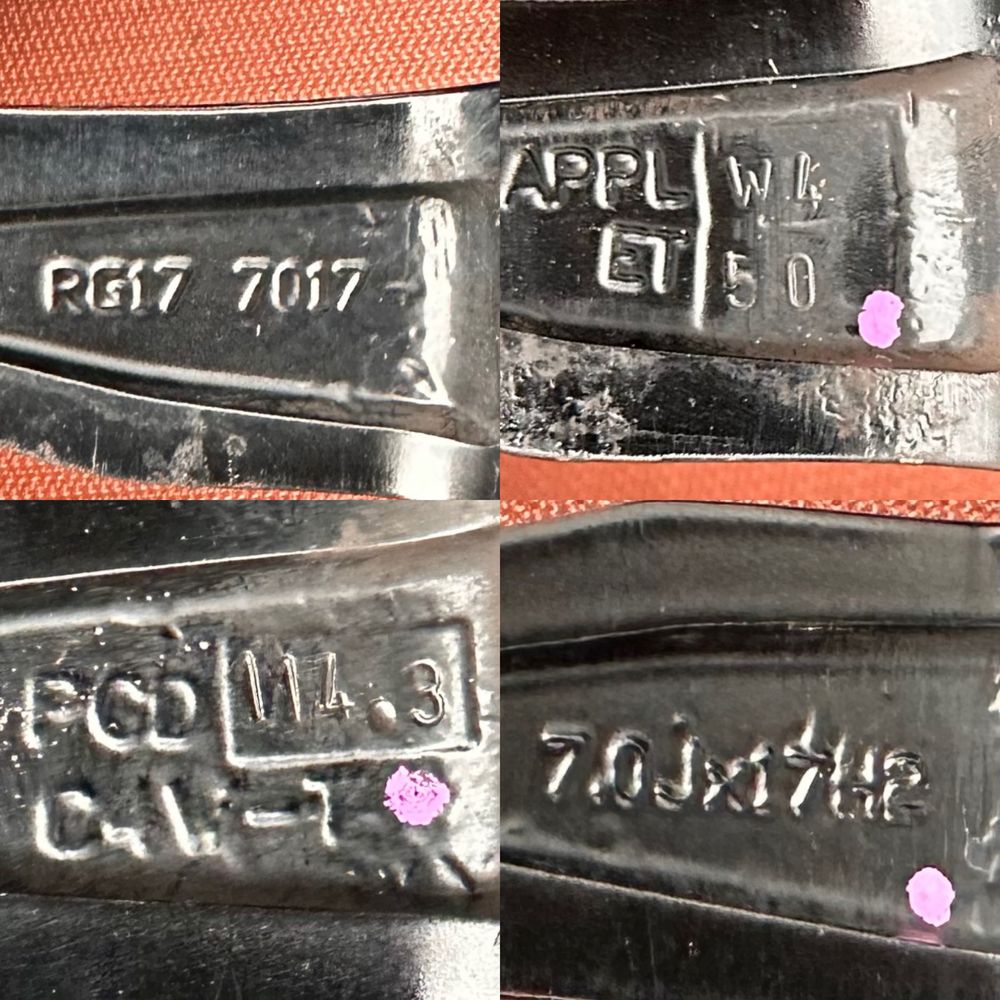 RG17 7017
APPL W4
ET 50
PCD 114.3
7.0Jx17H2